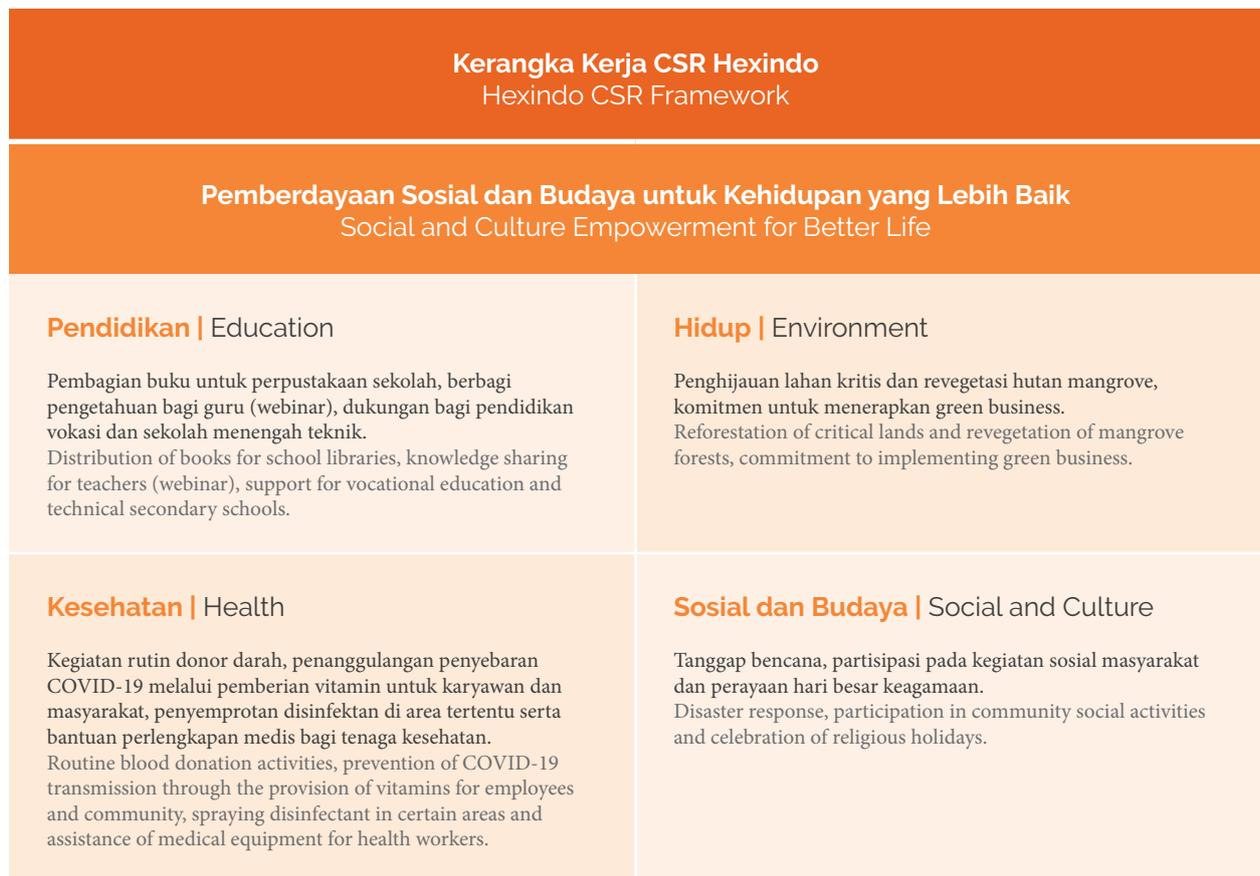 Kerangka Kerja CSR Hexindo
Hexindo CSR Framework
Pemberdayaan Sosial dan Budaya untuk Kehidupan yang Lebih Baik
Social and Culture Empowerment for Better Life
Pendidikan | Education
Pembagian buku untuk perpustakaan sekolah, berbagi
pengetahuan bagi guru (webinar), dukungan bagi pendidikan
vokasi dan sekolah menengah teknik.
Distribution of books for school libraries, knowledge sharing
for teachers (webinar), support for vocational education and
technical secondary schools.
Hidup | Environment
Penghijauan lahan kritis dan revegetasi hutan mangrove,
komitmen untuk menerapkan green business.
Reforestation of critical lands and revegetation of mangrove
forests, commitment to implementing green business.
Kesehatan | Health
Kegiatan rutin donor darah, penanggulangan penyebaran
COVID-19 melalui pemberian vitamin untuk karyawan dan
masyarakat, penyemprotan disinfektan di area tertentu serta
bantuan perlengkapan medis bagi tenaga kesehatan.
Routine blood donation activities, prevention of COVID-19
transmission through the provision of vitamins for employees
and community, spraying disinfectant in certain areas and
assistance of medical equipment for health workers.
Sosial dan Budaya | Social and Culture
Tanggap bencana, partisipasi pada kegiatan sosial masyarakat
dan perayaan hari besar keagamaan.
Disaster response, participation in community social activities
and celebration of religious holidays.